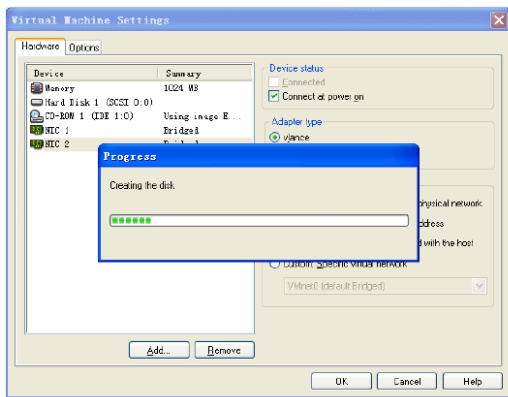 Virtual Machine Settings
Hardware Options
Device Summary
Memory 1024 MB
Hard Disk 1 (SCSI 0:0)
CD-ROM 1 (IDE 1:0) Using image E...
NIC 1 Bridged
NIC 2
Device status
Connected
Connect at power on
Adapter type
vlance
Progress
Creating the disk
physical network
address
d with the host
Custom: Specific virtual network
VMnet0 (default Bridged)
Add... Remove
OK Cancel Help